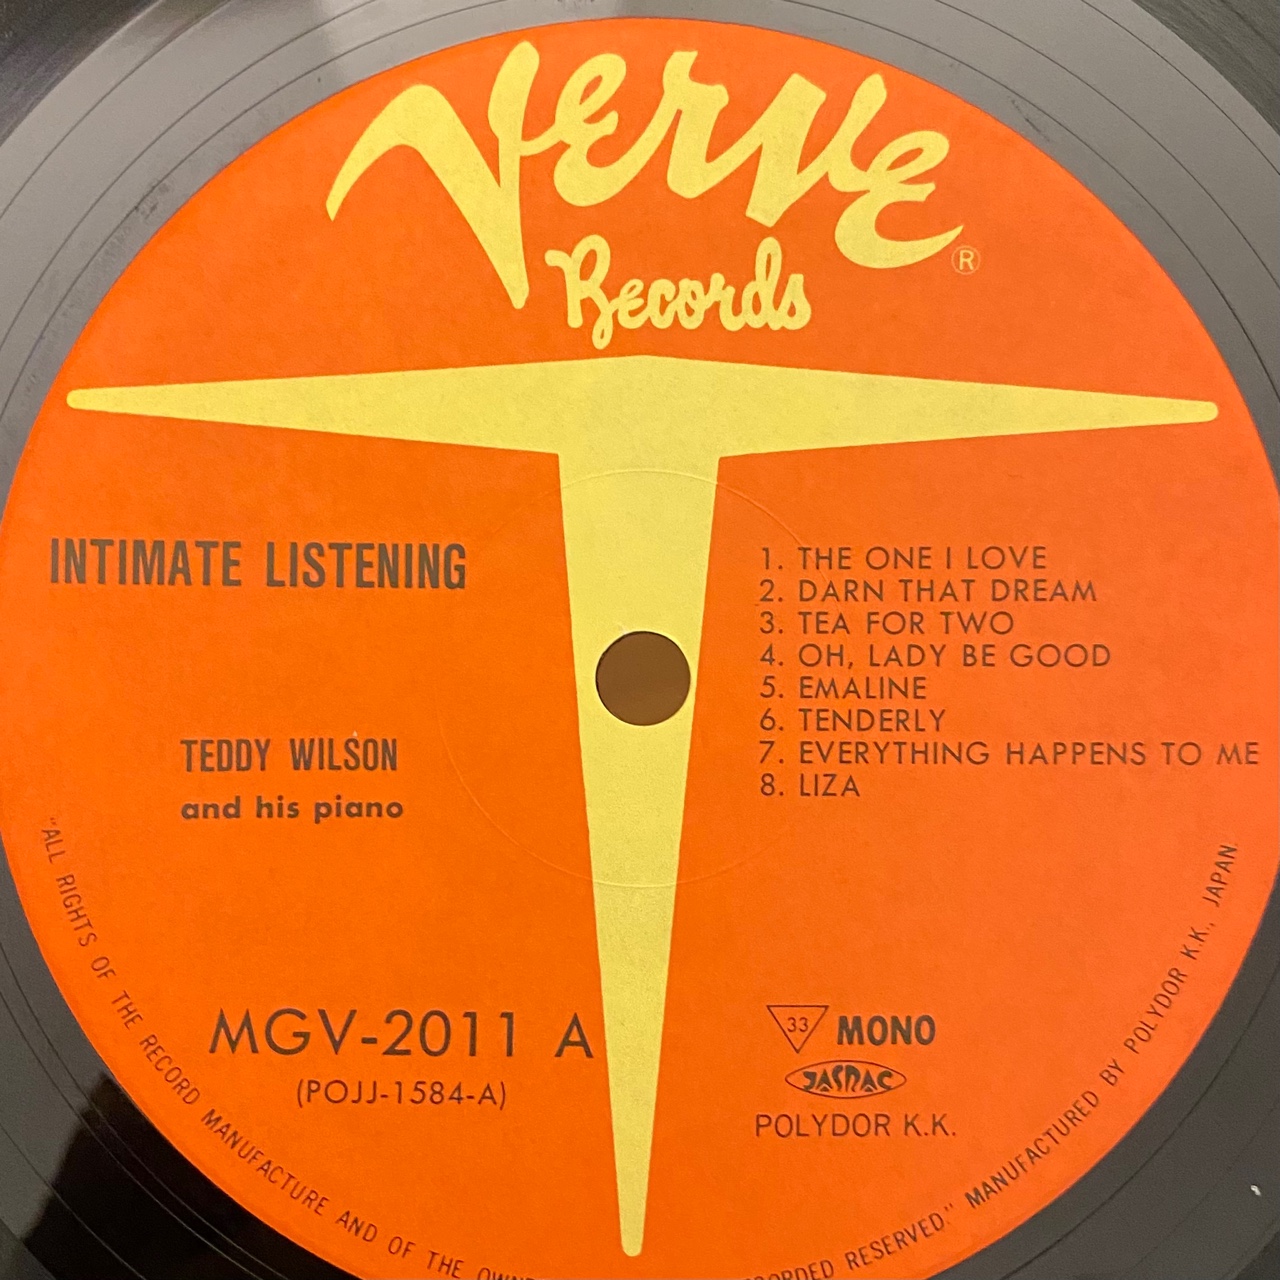 Verve
Records
®
INTIMATE LISTENING
TEDDY WILSON
and his piano
1. THE ONE I LOVE
2. DARN THAT DREAM
3. TEA FOR TWO
4. OH, LADY BE GOOD
5. EMALINE
6. TENDERLY
7. EVERYTHING HAPPENS TO ME
8. LIZA
MGV-2011 A
(POJJ-1584-A)
33 MONO
JASRAC
POLYDOR K.K.
"ALL RIGHTS OF THE RECORD MANUFACTURE AND OF THE RESERVED." MANUFACTURED BY POLYDOR K.K., JAPAN